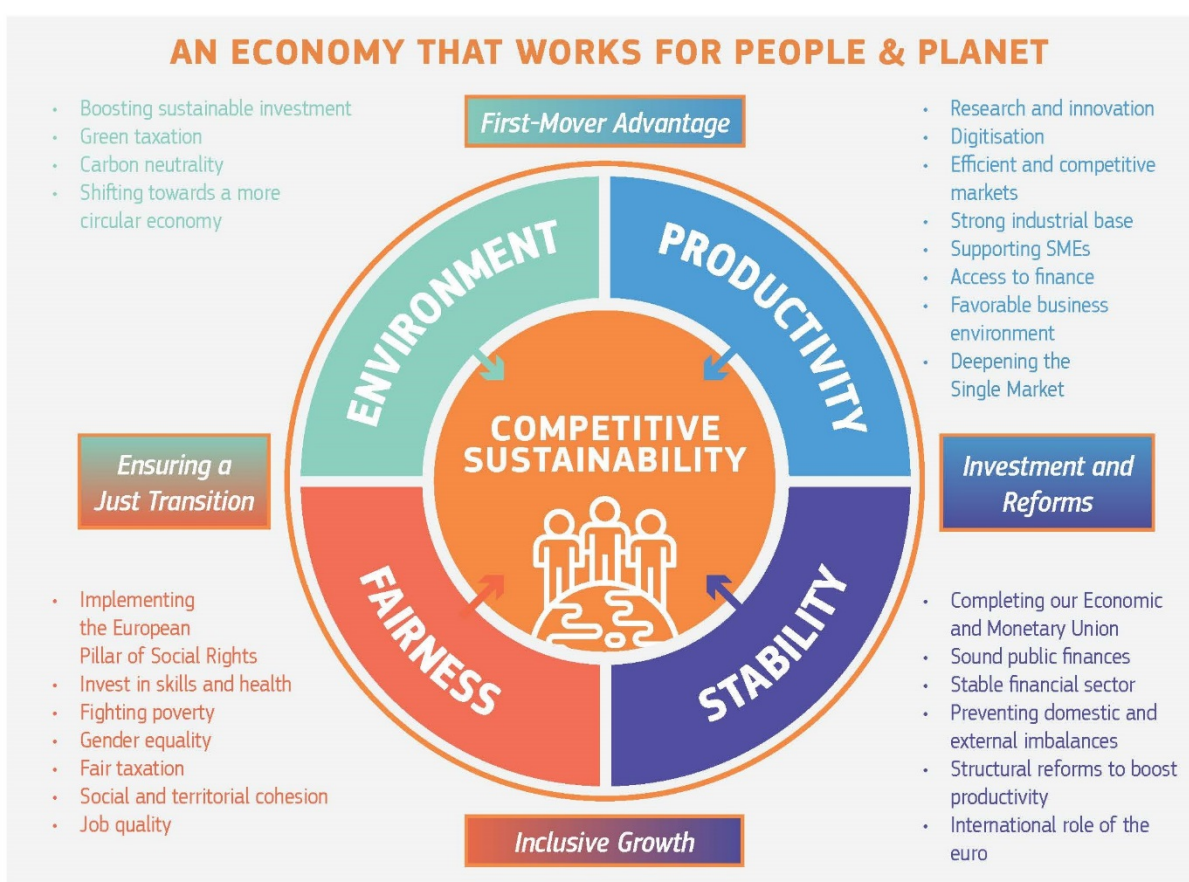 AN ECONOMY THAT WORKS FOR PEOPLE & PLANET
• Boosting sustainable investment
• Green taxation
• Carbon neutrality
• Shifting towards a more
circular economy
First-Mover Advantage
• Research and innovation
• Digitisation
• Efficient and competitive
markets
• Strong industrial base
• Supporting SMEs
• Access to finance
• Favorable business
environment
• Deepening the
Single Market
ENVIRONMENT
PRODUCTIVITY
COMPETITIVE
SUSTAINABILITY
Ensuring a
Just Transition
Investment and
Reforms
FAIRNESS
STABILITY
• Implementing
the European
Pillar of Social Rights
• Invest in skills and health
• Fighting poverty
• Gender equality
• Fair taxation
• Social and territorial cohesion
• Job quality
• Completing our Economic
and Monetary Union
• Sound public finances
• Stable financial sector
• Preventing domestic and
external imbalances
• Structural reforms to boost
productivity
• International role of the
euro
Inclusive Growth